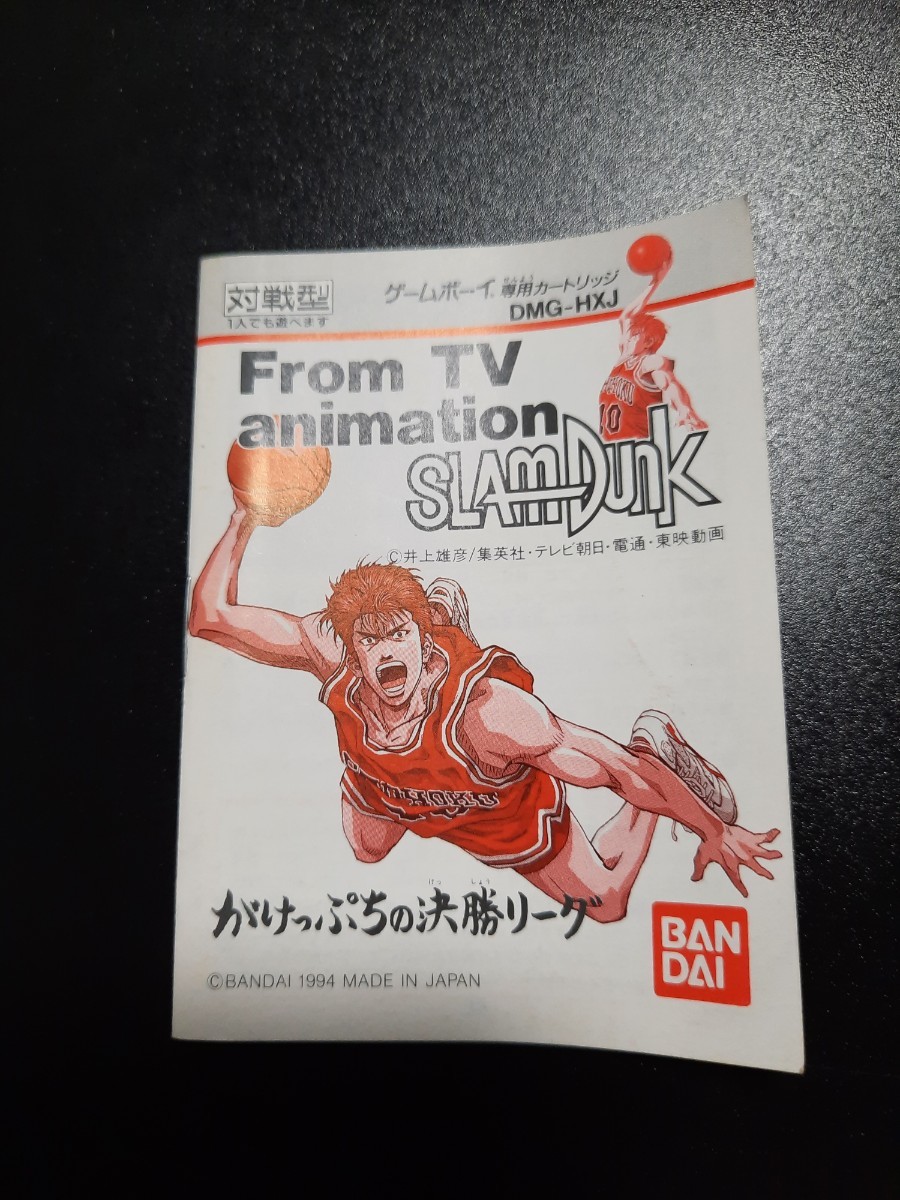 対戦型
1人でも遊べます
ゲームボーイ専用カートリッジ
DMG-HXJ
From TV
animation
SLAM DUNK
10
©井上雄彦/集英社・テレビ朝日・電通・東映動画
がけっぷちの決勝リーグ
BAN
DAI
©BANDAI 1994 MADE IN JAPAN